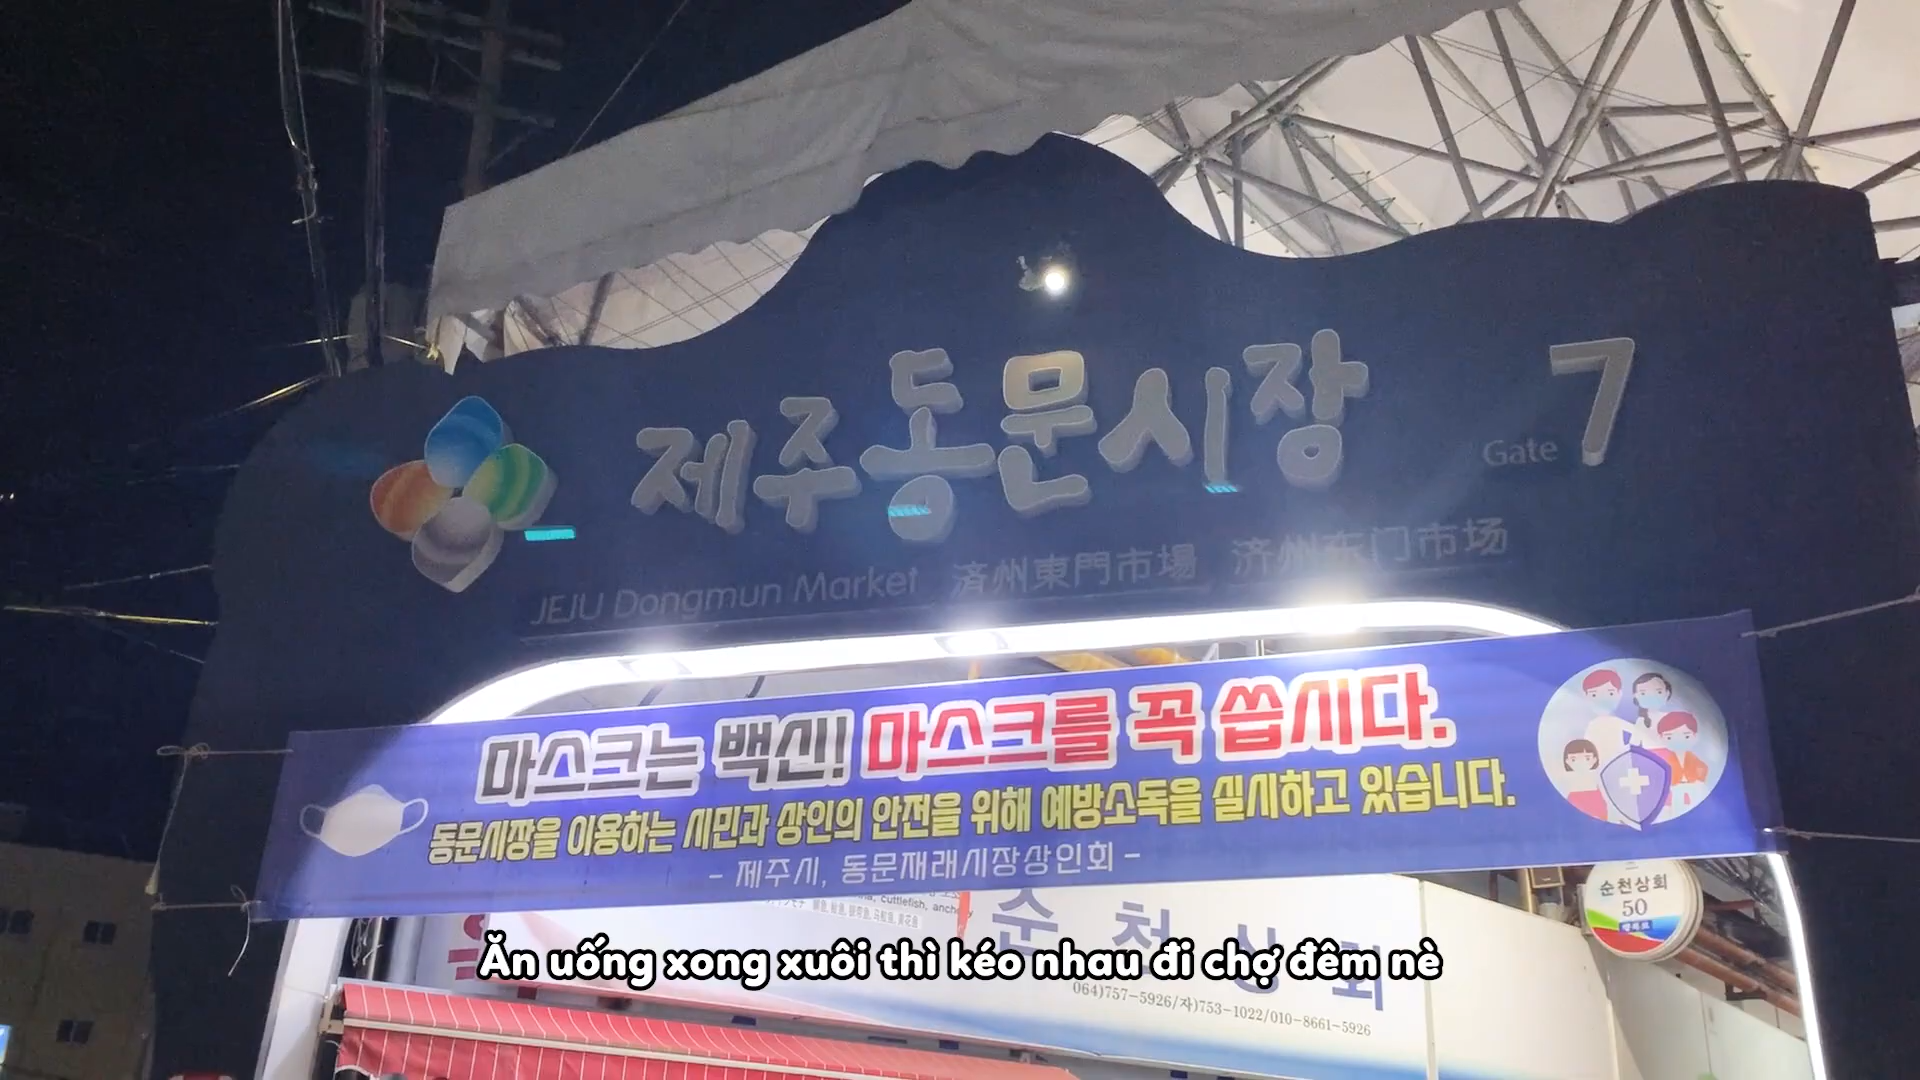 제주동문시장
Gate 7
JEJU Dongmun Market 済州東門市場 济州东门市场
마스크는 백신! 마스크를 꼭 씁시다.
동문시장을 이용하는 시민과 상인의 안전을 위해 예방소독을 실시하고 있습니다.
- 제주시, 동문재래시장상인회 -
cuttlefish, anchovy
순천상회
50
순천상회
Ăn uống xong xuôi thì kéo nhau đi chợ đêm nè
064)757-5926/자)753-1022/010-8661-5926